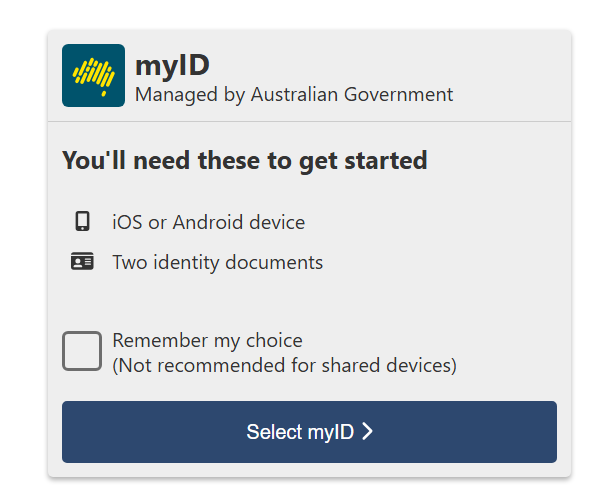 myID
Managed by Australian Government
You'll need these to get started
iOS or Android device
Two identity documents
Remember my choice
(Not recommended for shared devices)
Select myID